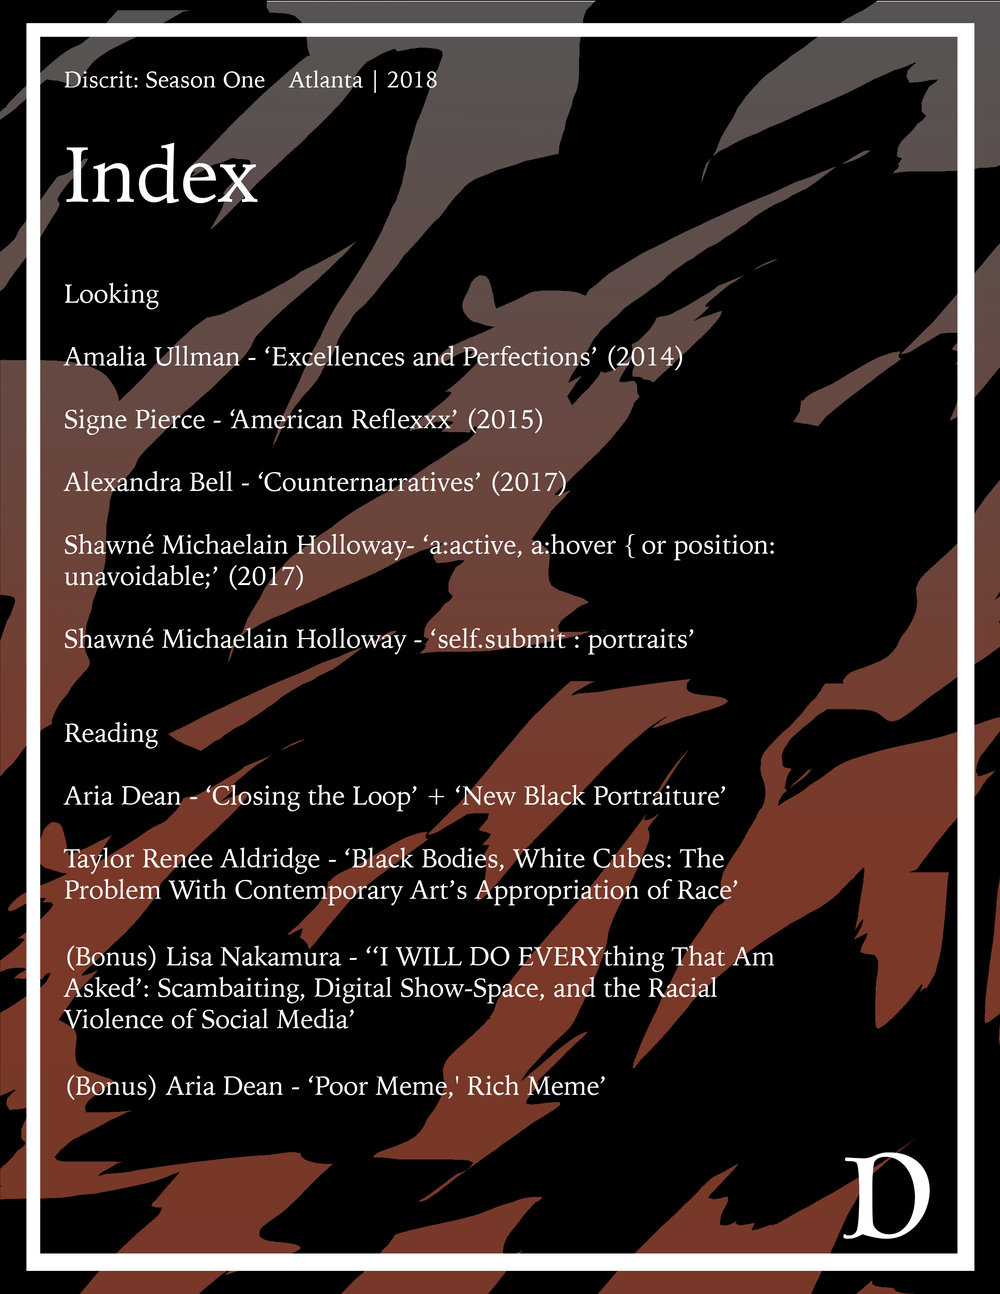 Discrit: Season One Atlanta | 2018
Index
Looking
Amalia Ullman - ‘Excellences and Perfections’ (2014)
Signe Pierce - ‘American Reflexxx’ (2015)
Alexandra Bell - ‘Counternarratives’ (2017)
Shawné Michaelain Holloway- ‘a:active, a:hover { or position:
unavoidable;’ (2017)
Shawné Michaelain Holloway - ‘self.submit : portraits’
Reading
Aria Dean - ‘Closing the Loop’ + ‘New Black Portraiture’
Taylor Renee Aldridge - ‘Black Bodies, White Cubes: The
Problem With Contemporary Art’s Appropriation of Race’
(Bonus) Lisa Nakamura - ‘‘I WILL DO EVERYthing That Am
Asked’: Scambaiting, Digital Show-Space, and the Racial
Violence of Social Media’
(Bonus) Aria Dean - ‘Poor Meme,' Rich Meme’
D